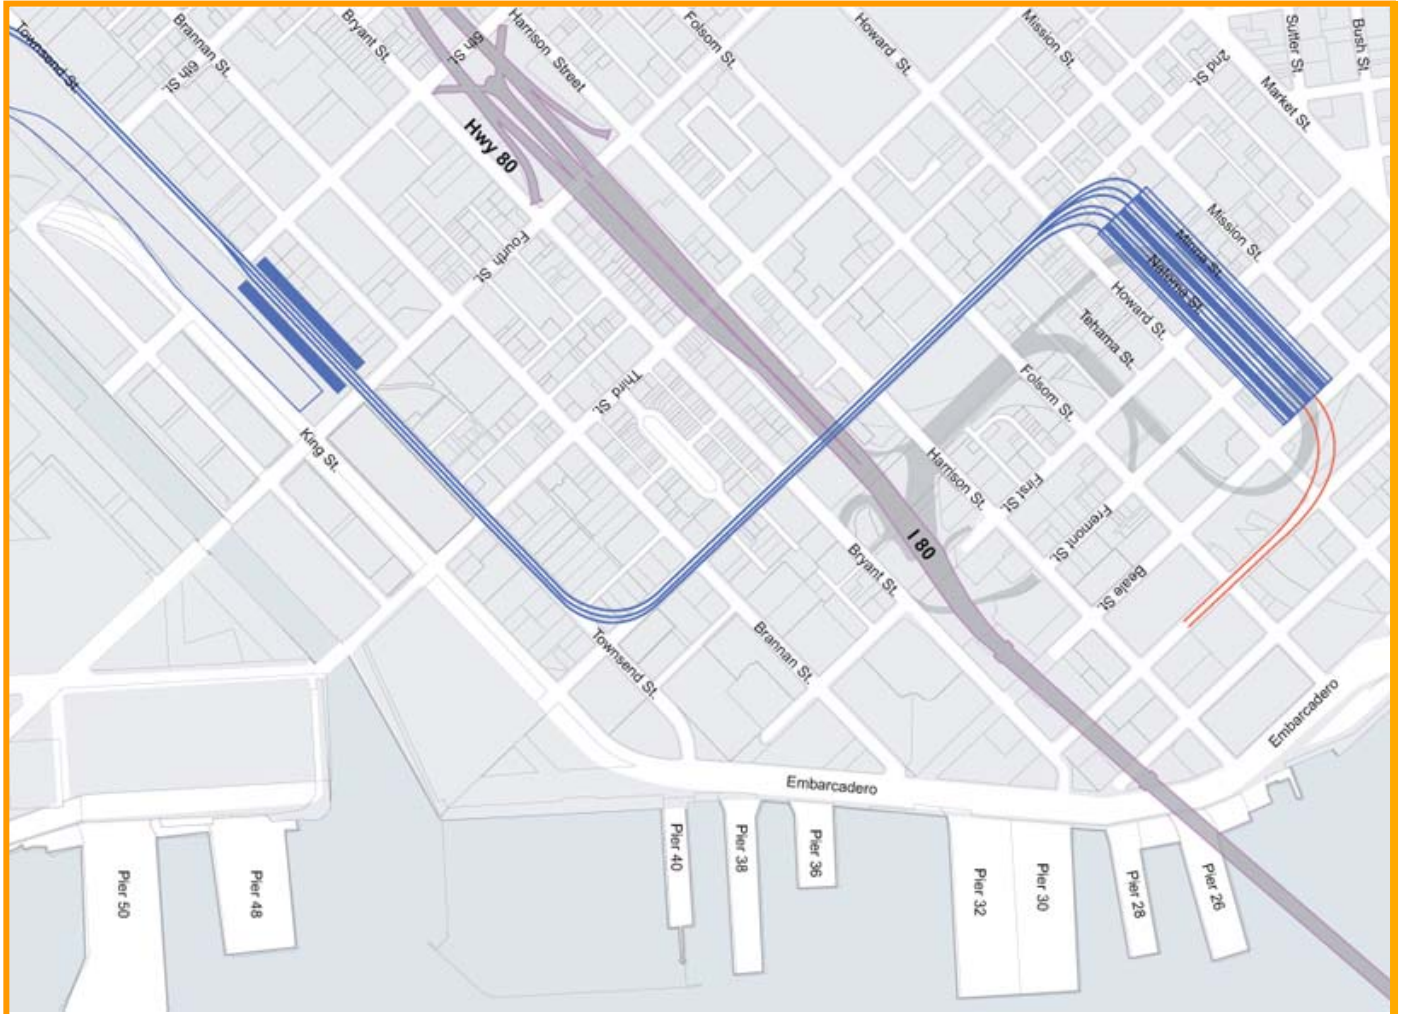 Townsend St.
Brannan St.
6th St.
Bryant St.
5th St.
Harrison Street
Folsom St.
Howard St.
Mission St.
2nd St.
Sutter St
Bush St.
Market St.
Hwy 80
Fourth St.
Mission St.
Minna St.
Natoma St.
Howard St.
Tehama St.
Folsom St.
Third St.
King St.
Harrison St.
First St.
Fremont St.
I 80
Bryant St.
Beale St.
Townsend St.
Brannan St.
Embarcadero
Embarcadero
Pier 50
Pier 48
Pier 40
Pier 38
Pier 36
Pier 32
Pier 30
Pier 28
Pier 26